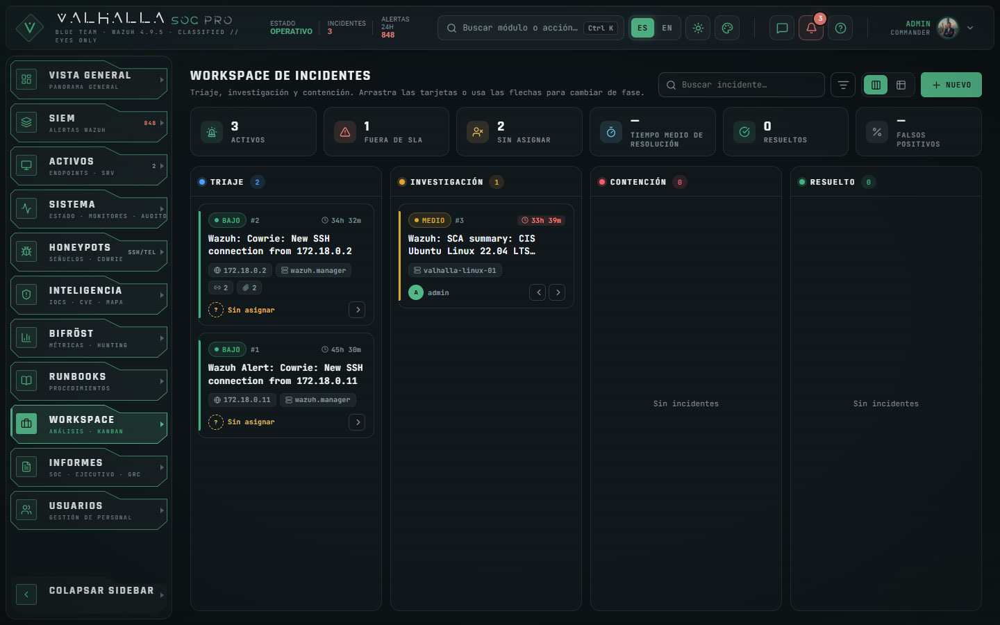 VALHALLA SOC PRO
BLUE TEAM · WAZUH 4.9.5 · CLASSIFIED //
EYES ONLY
ESTADO
OPERATIVO
INCIDENTES
3
ALERTAS
24H
848
Buscar módulo o acción…
Ctrl K
ES
EN
3
ADMIN
COMMANDER
VISTA GENERAL
PANORAMA GENERAL
SIEM
ALERTAS WAZUH
848
ACTIVOS
ENDPOINTS · SRV
2
SISTEMA
ESTADO · MONITORES · AUDITO
HONEYPOTS
SEÑUELOS · COWRIE
SSH/TEL
INTELIGENCIA
IOCS · CVE · MAPA
BIFRÖST
MÉTRICAS · HUNTING
RUNBOOKS
PROCEDIMIENTOS
WORKSPACE
ANÁLISIS · KANBAN
INFORMES
SOC · EJECUTIVO · GRC
USUARIOS
GESTIÓN DE PERSONAL
COLAPSAR SIDEBAR
WORKSPACE DE INCIDENTES
Triaje, investigación y contención. Arrastra las tarjetas o usa las flechas para cambiar de fase.
Buscar incidente…
NUEVO
3
ACTIVOS
1
FUERA DE SLA
2
SIN ASIGNAR
—
TIEMPO MEDIO DE
RESOLUCIÓN
0
RESUELTOS
—
FALSOS
POSITIVOS
TRIAJE 2
BAJO #2 34h 32m
Wazuh: Cowrie: New SSH
connection from 172.18.0.2
172.18.0.2 wazuh.manager
2 2
? Sin asignar
BAJO #1 45h 30m
Wazuh Alert: Cowrie: New SSH
connection from 172.18.0.11
172.18.0.11 wazuh.manager
? Sin asignar
INVESTIGACIÓN 1
MEDIO #3 33h 39m
Wazuh: SCA summary: CIS
Ubuntu Linux 22.04 LTS…
valhalla-linux-01
A admin
CONTENCIÓN 0
Sin incidentes
RESUELTO 0
Sin incidentes